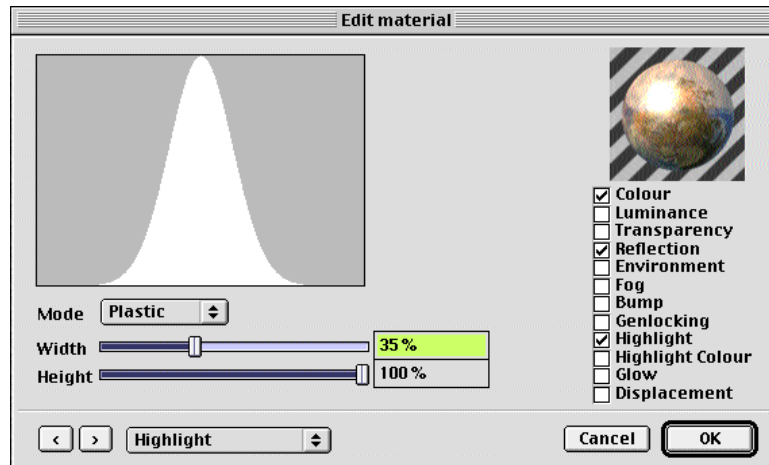 Edit material
Colour
Luminance
Transparency
Reflection
Environment
Fog
Bump
Genlocking
Highlight
Highlight Colour
Glow
Displacement
Mode Plastic
Width 35%
Height 100%
< > Highlight
Cancel OK